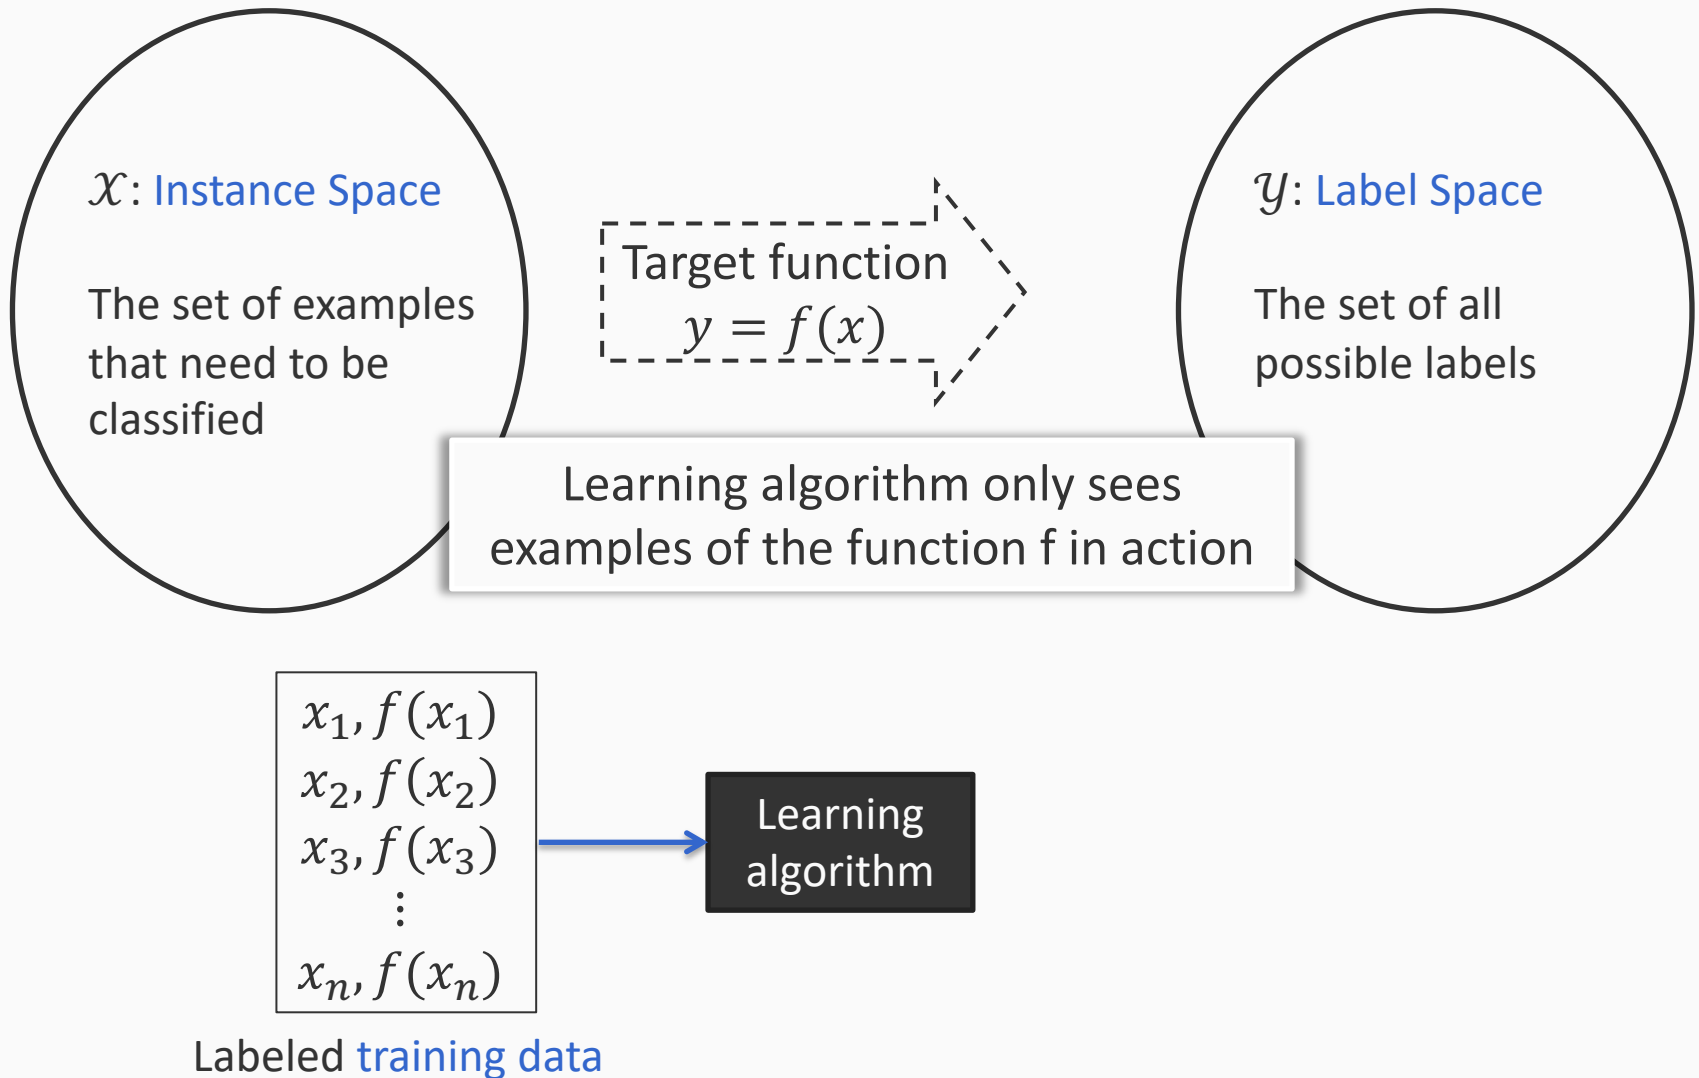 𝒳: Instance Space
The set of examples
that need to be
classified
Target function
y = f(x)
𝒴: Label Space
The set of all
possible labels
Learning algorithm only sees
examples of the function f in action
x₁, f(x₁)
x₂, f(x₂)
x₃, f(x₃)
⋮
xₙ, f(xₙ)
Learning
algorithm
Labeled training data